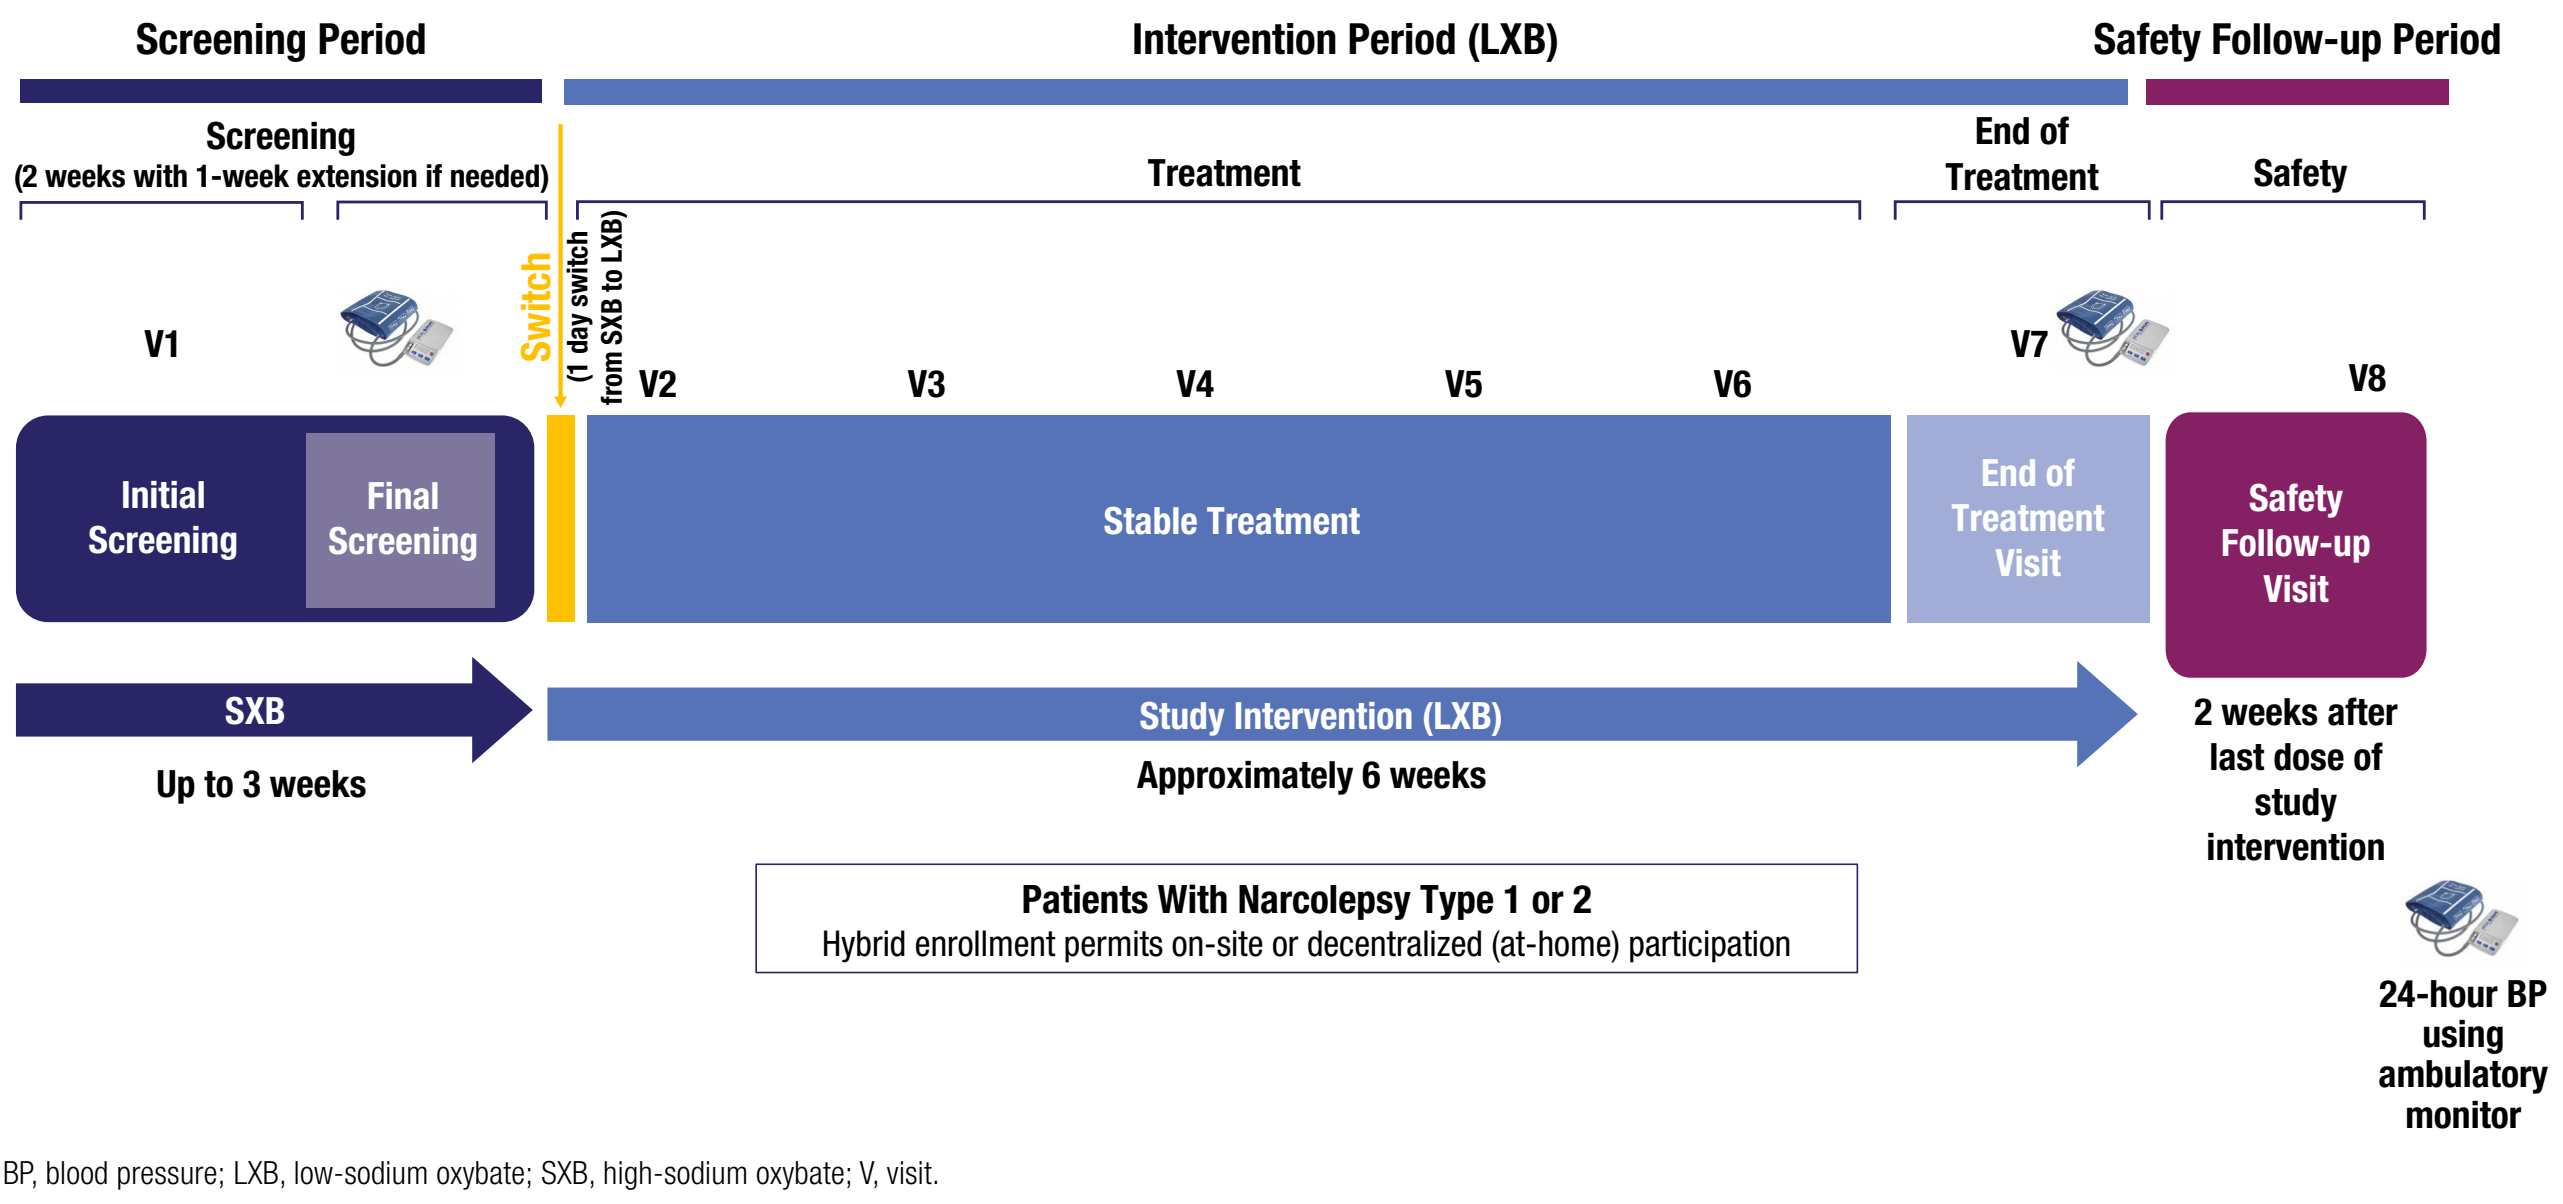 Screening Period
Intervention Period (LXB)
Safety Follow-up Period
Screening
(2 weeks with 1-week extension if needed)
Treatment
End of
Treatment
Safety
Switch
(1 day switch
from SXB to LXB)
V1
V2
V3
V4
V5
V6
V7
V8
Initial
Screening
Final
Screening
Stable Treatment
End of
Treatment
Visit
Safety
Follow-up
Visit
SXB
Study Intervention (LXB)
Up to 3 weeks
Approximately 6 weeks
2 weeks after
last dose of
study
intervention
Patients With Narcolepsy Type 1 or 2
Hybrid enrollment permits on-site or decentralized (at-home) participation
24-hour BP
using
ambulatory
monitor
BP, blood pressure; LXB, low-sodium oxybate; SXB, high-sodium oxybate; V, visit.